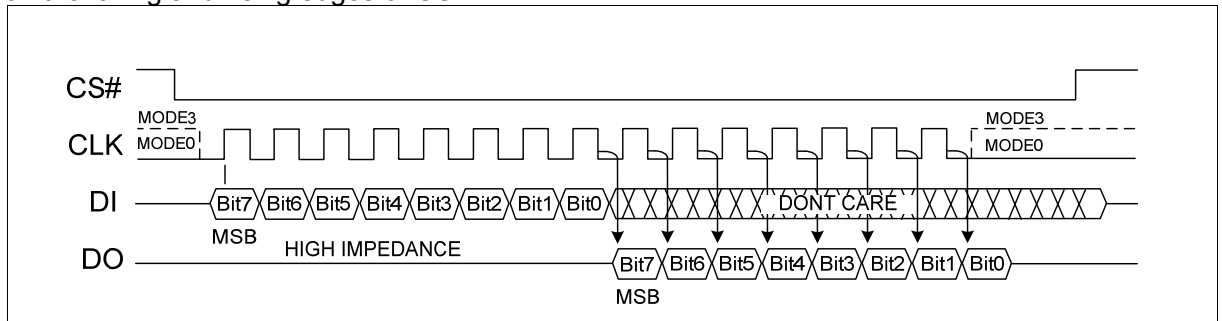 CS#
MODE3
MODE0
CLK
MODE3
MODE0
DI
Bit7 Bit6 Bit5 Bit4 Bit3 Bit2 Bit1 Bit0
DONT CARE
MSB
HIGH IMPEDANCE
DO
Bit7 Bit6 Bit5 Bit4 Bit3 Bit2 Bit1 Bit0
MSB